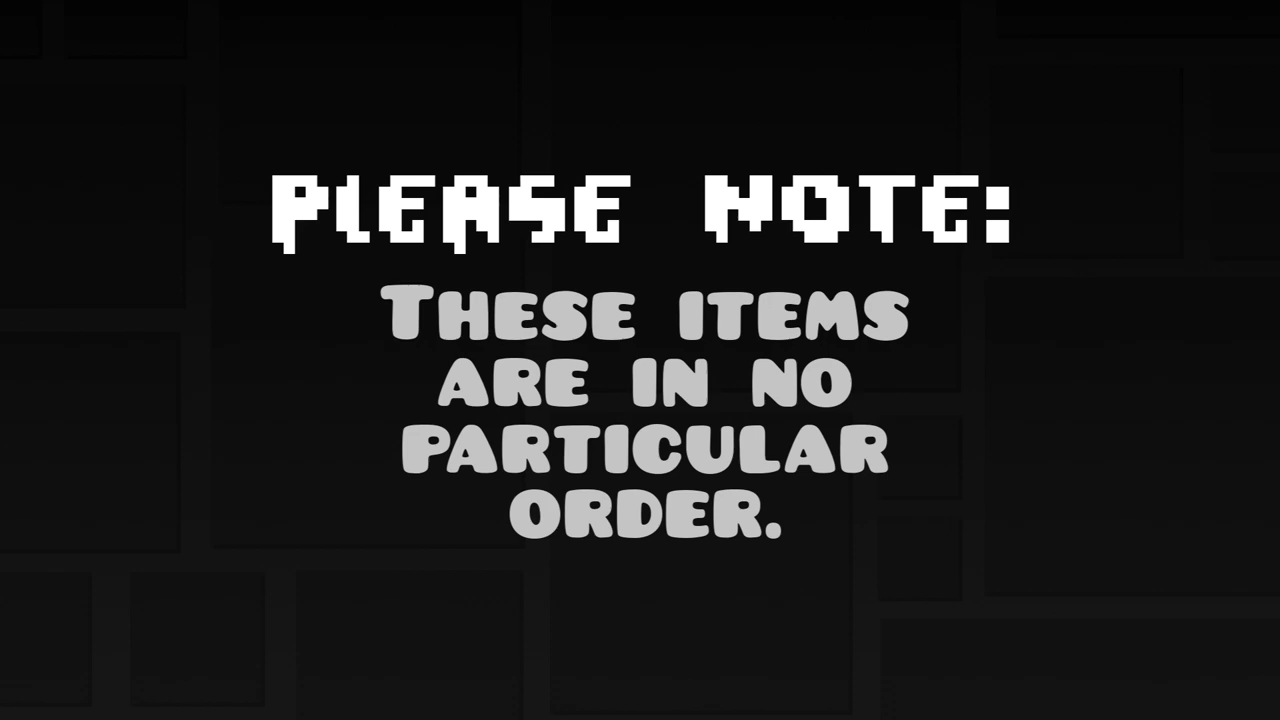 PLEASE NOTE:
THESE ITEMS
ARE IN NO
PARTICULAR
ORDER.